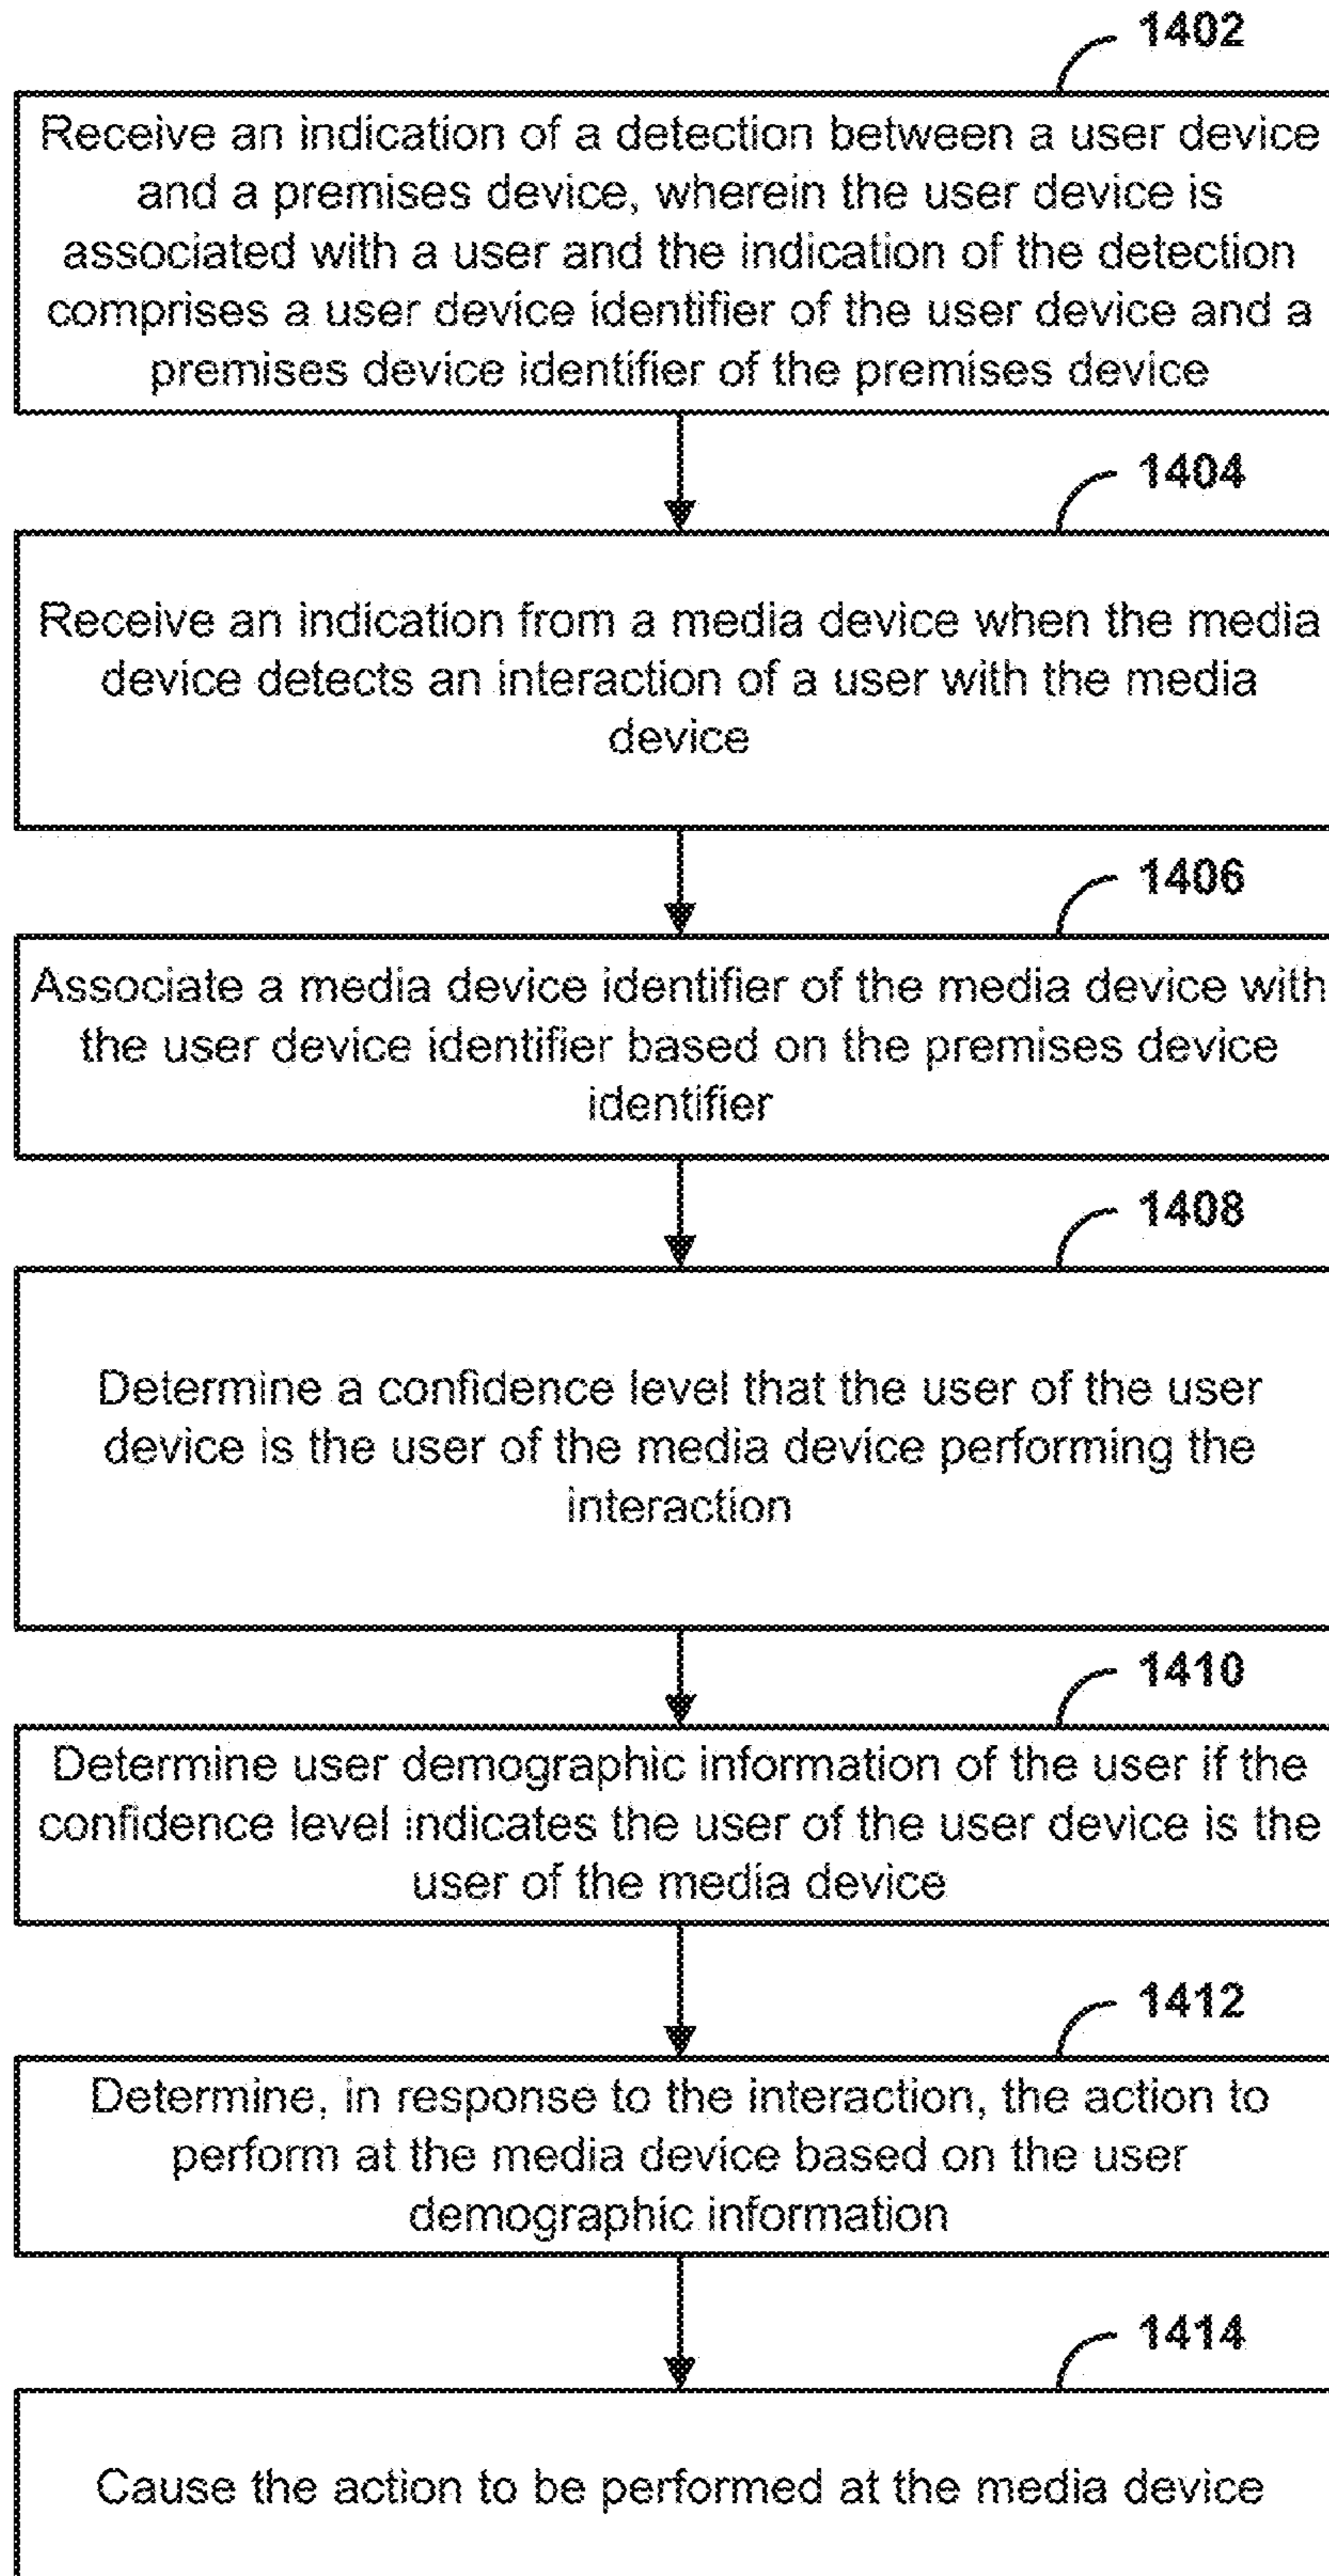 1402
Receive an indication of a detection between a user device
and a premises device, wherein the user device is
associated with a user and the indication of the detection
comprises a user device identifier of the user device and a
premises device identifier of the premises device
1404
Receive an indication from a media device when the media
device detects an interaction of a user with the media
device
1406
Associate a media device identifier of the media device with
the user device identifier based on the premises device
identifier
1408
Determine a confidence level that the user of the user
device is the user of the media device performing the
interaction
1410
Determine user demographic information of the user if the
confidence level indicates the user of the user device is the
user of the media device
1412
Determine, in response to the interaction, the action to
perform at the media device based on the user
demographic information
1414
Cause the action to be performed at the media device